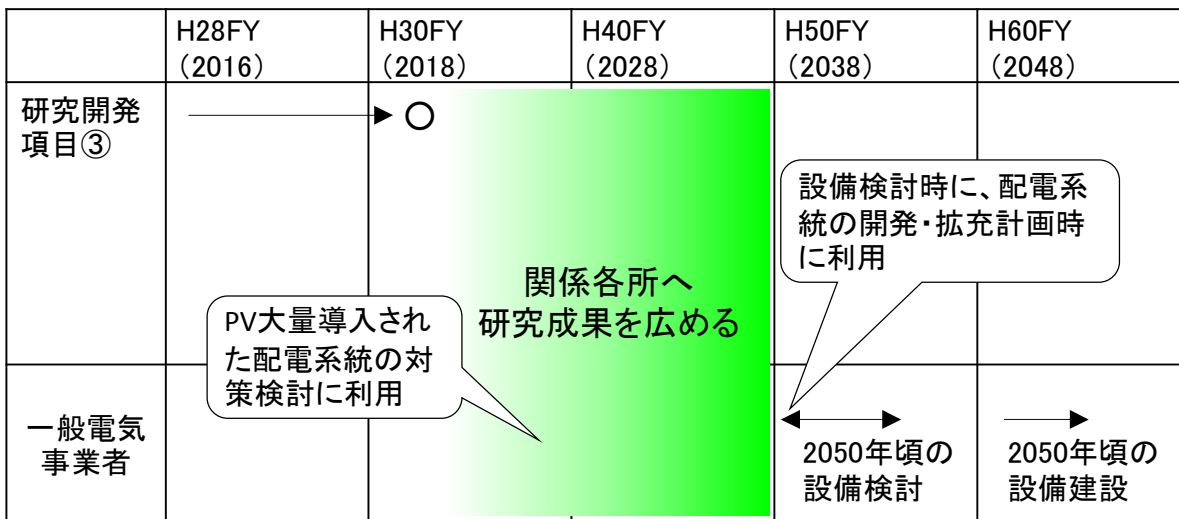 H28FY
(2016)
H30FY
(2018)
H40FY
(2028)
H50FY
(2038)
H60FY
(2048)
研究開発
項目③
設備検討時に、配電系
統の開発・拡充計画時
に利用
関係各所へ
研究成果を広める
PV大量導入され
た配電系統の対
策検討に利用
一般電気
事業者
2050年頃の
設備検討
2050年頃の
設備建設